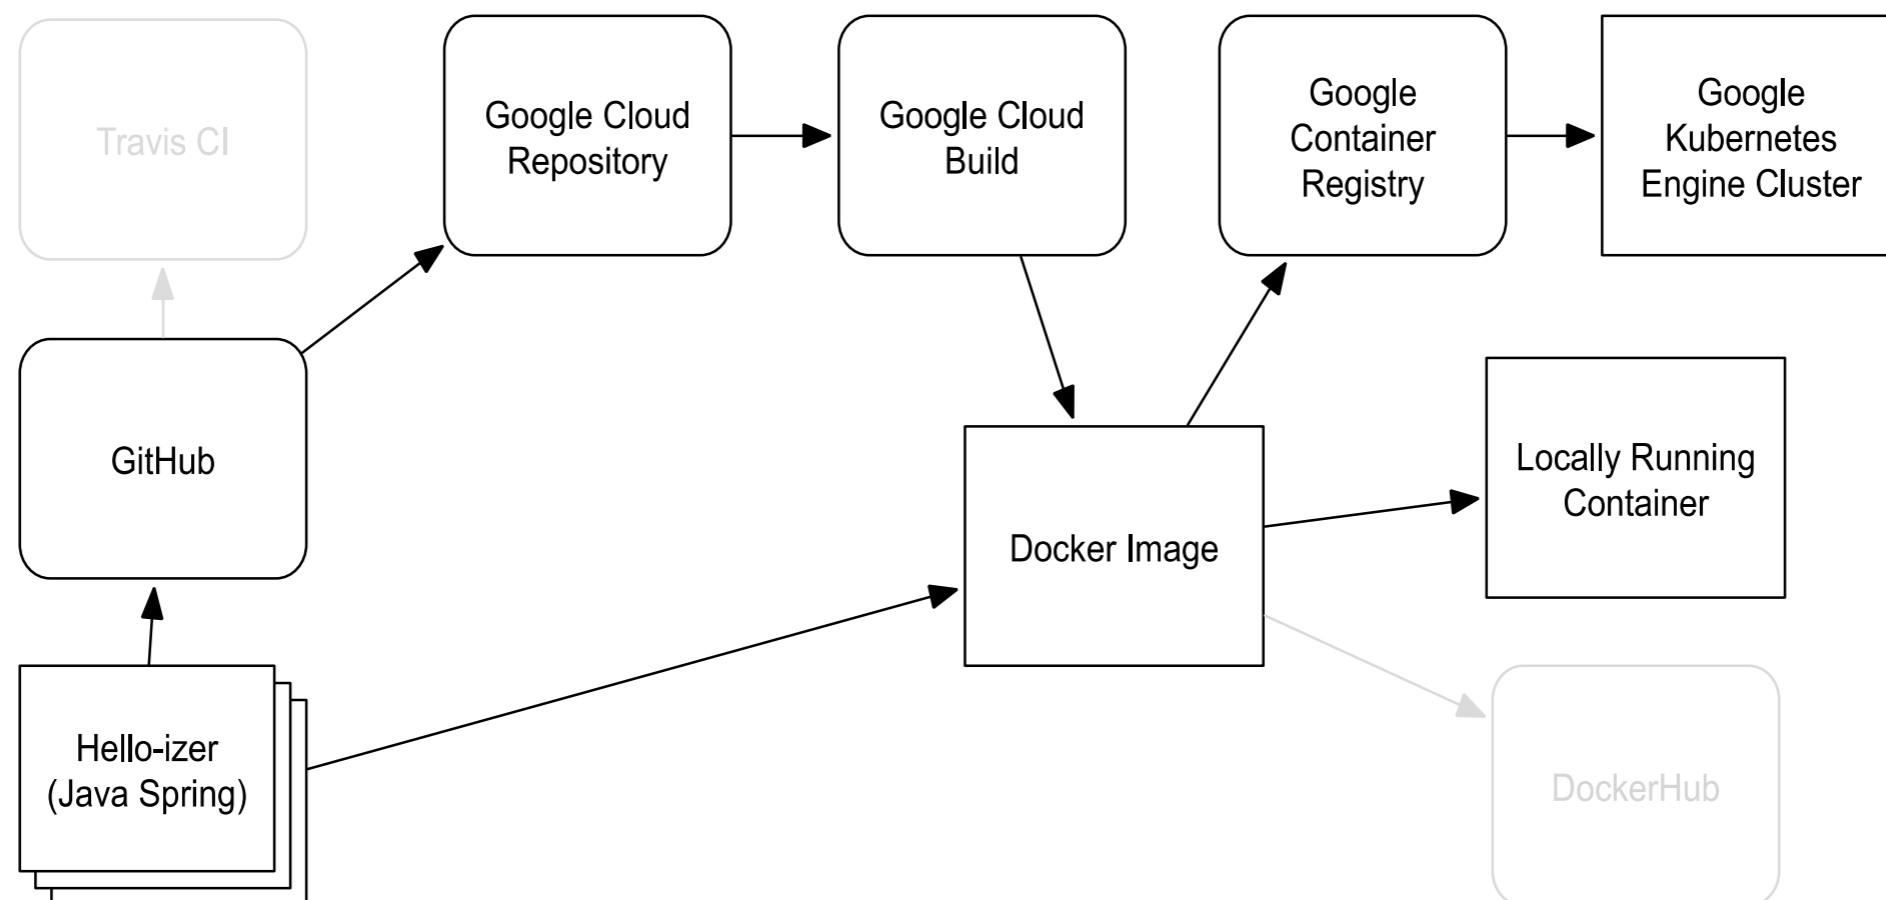 Travis CI
Google Cloud
Repository
Google Cloud
Build
Google
Container
Registry
Google
Kubernetes
Engine Cluster
GitHub
Locally Running
Container
Docker Image
Hello-izer
(Java Spring)
DockerHub